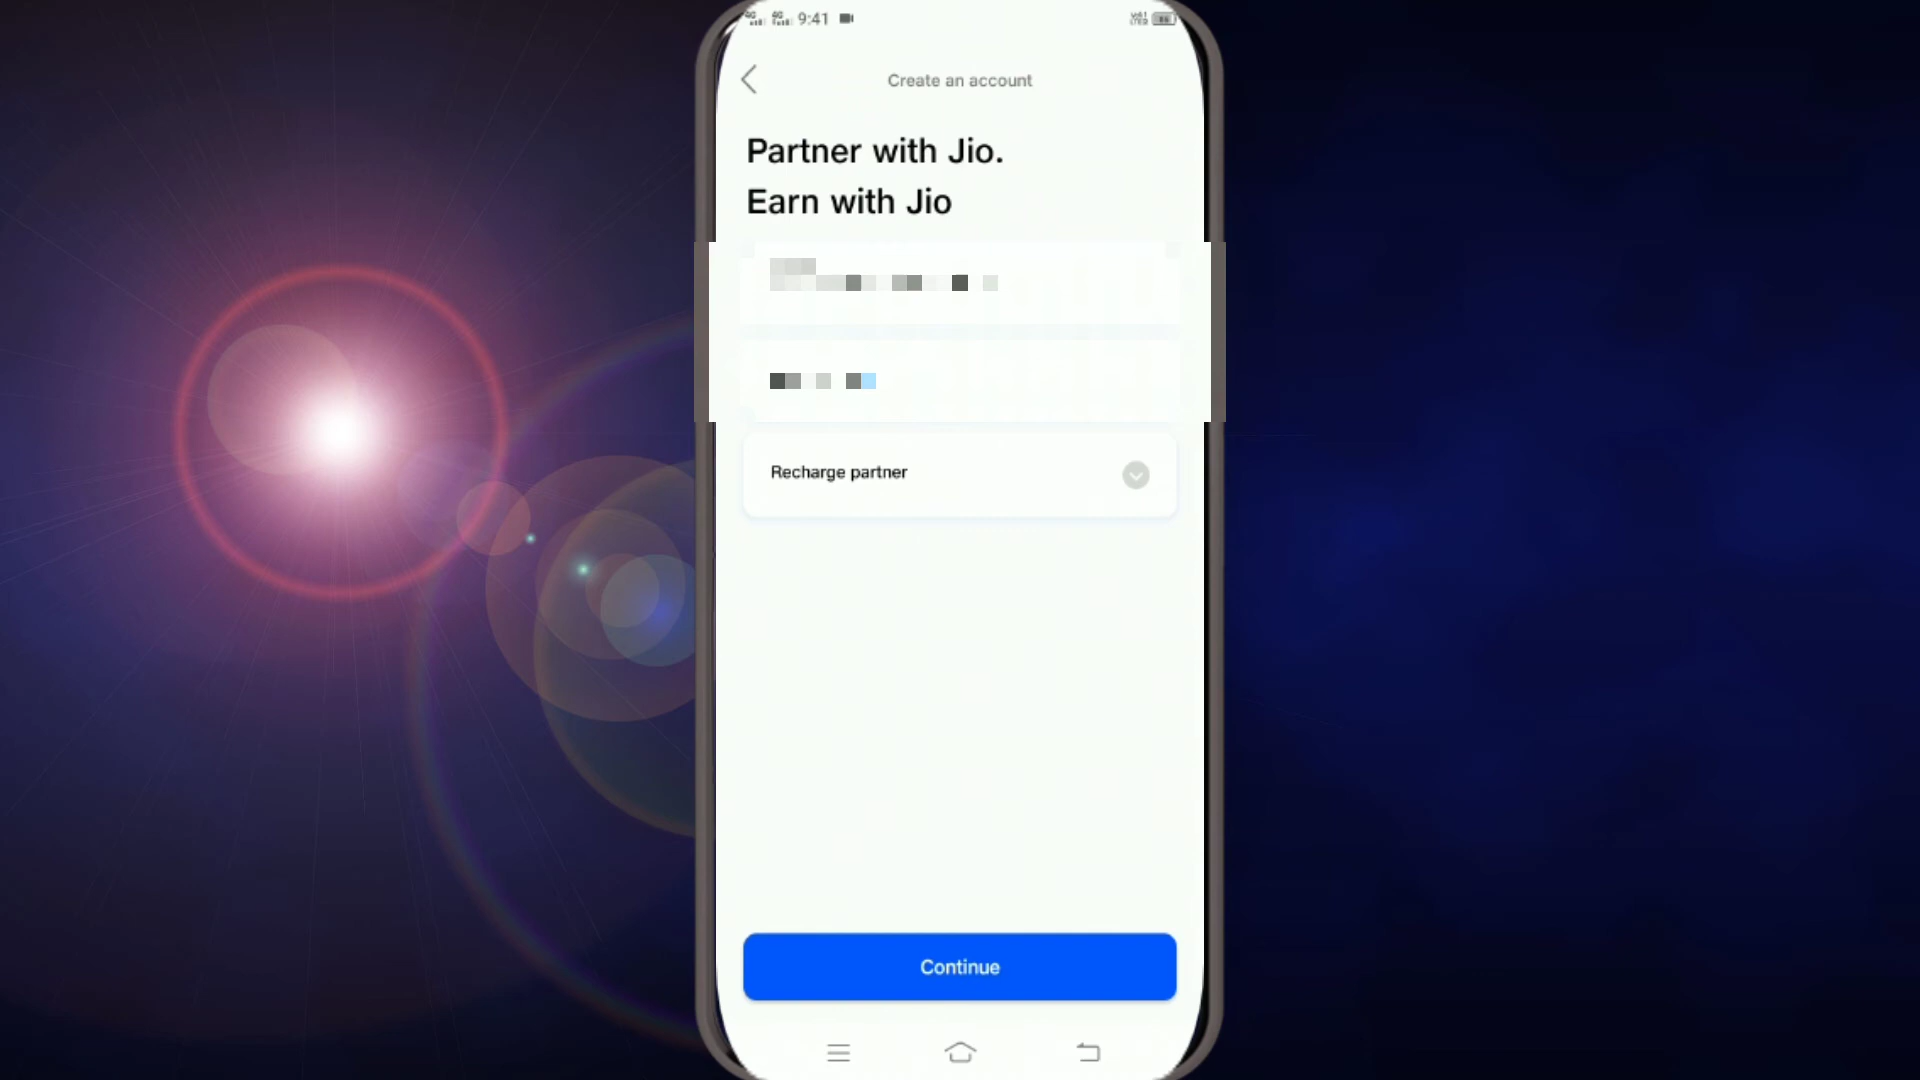 9:41
Create an account
Partner with Jio.
Earn with Jio
Recharge partner
Continue